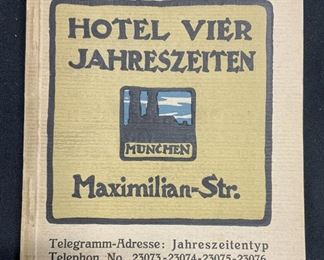 HOTEL VIER
JAHRESZEITEN
MÜNCHEN
Maximilian-Str.
Telegramm-Adresse: Jahreszeitentyp
Telephon No. 23073-23074-23075-23076